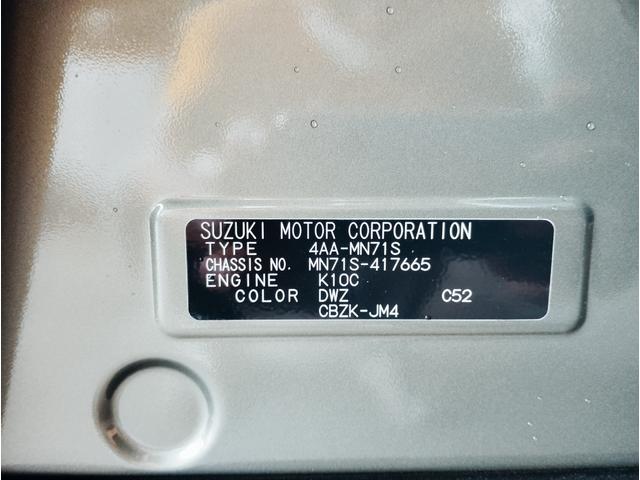 SUZUKI MOTOR CORPORATION
TYPE 4AA-MN71S
CHASSIS NO. MN71S-417665
ENGINE K10C
COLOR DWZ C52
CBZK-JM4